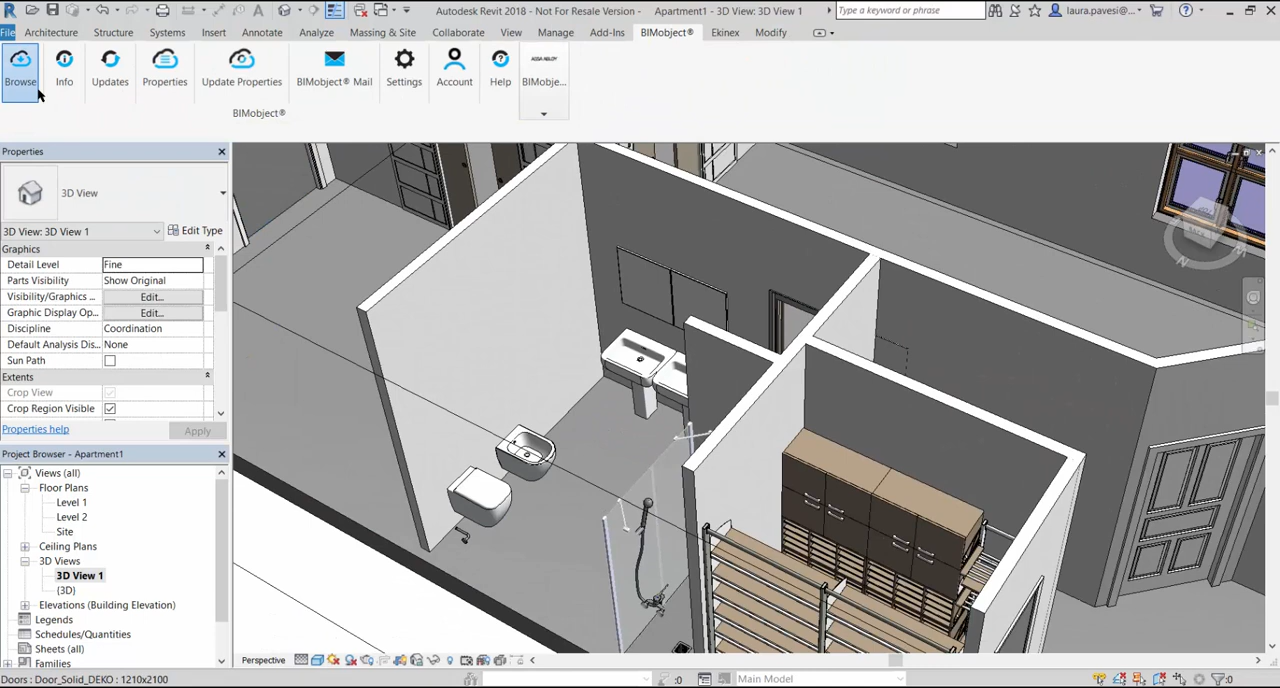 Autodesk Revit 2018 - Not For Resale Version - Apartment1 - 3D View: 3D View 1
Type a keyword or phrase
laura.pavesi@...
File Architecture Structure Systems Insert Annotate Analyze Massing & Site Collaborate View Manage Add-Ins BIMobject® Ekinex Modify
Browse Info Updates Properties Update Properties BIMobject® Mail Settings Account Help BIMobje...
ASSA ABLOY
BIMobject®
Properties
3D View
3D View: 3D View 1
Edit Type
Graphics
Detail Level Fine
Parts Visibility Show Original
Visibility/Graphics ... Edit...
Graphic Display Op... Edit...
Discipline Coordination
Default Analysis Dis... None
Sun Path
Extents
Crop View
Crop Region Visible
Properties help
Apply
Project Browser - Apartment1
Views (all)
Floor Plans
Level 1
Level 2
Site
Ceiling Plans
3D Views
3D View 1
{3D}
Elevations (Building Elevation)
Legends
Schedules/Quantities
Sheets (all)
Families
Perspective
Doors : Door_Solid_DEKO : 1210x2100
:0
Main Model
:0